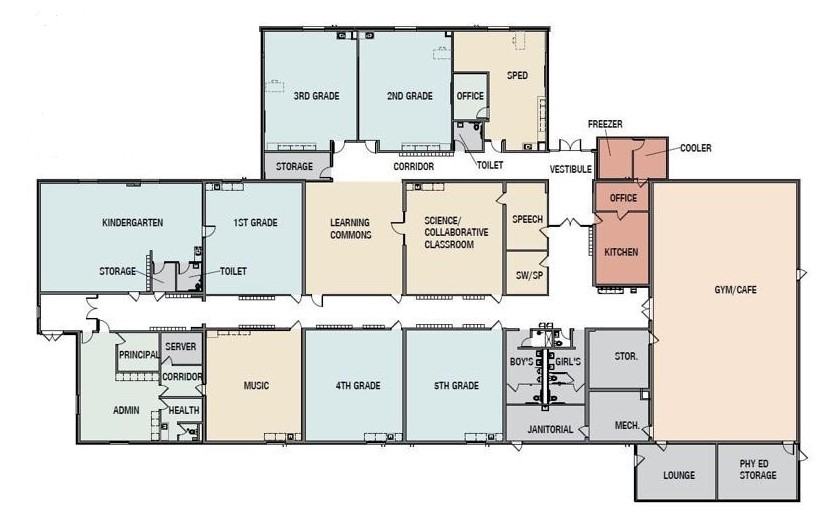 3RD GRADE
2ND GRADE
SPED
OFFICE
FREEZER
COOLER
STORAGE
CORRIDOR
TOILET
VESTIBULE
OFFICE
KINDERGARTEN
1ST GRADE
LEARNING
COMMONS
SCIENCE/
COLLABORATIVE
CLASSROOM
SPEECH
KITCHEN
STORAGE
TOILET
SW/SP
GYM/CAFE
PRINCIPAL
SERVER
CORRIDOR
ADMIN
HEALTH
MUSIC
4TH GRADE
5TH GRADE
BOY'S
GIRL'S
STOR.
JANITORIAL
MECH.
LOUNGE
PHY ED
STORAGE